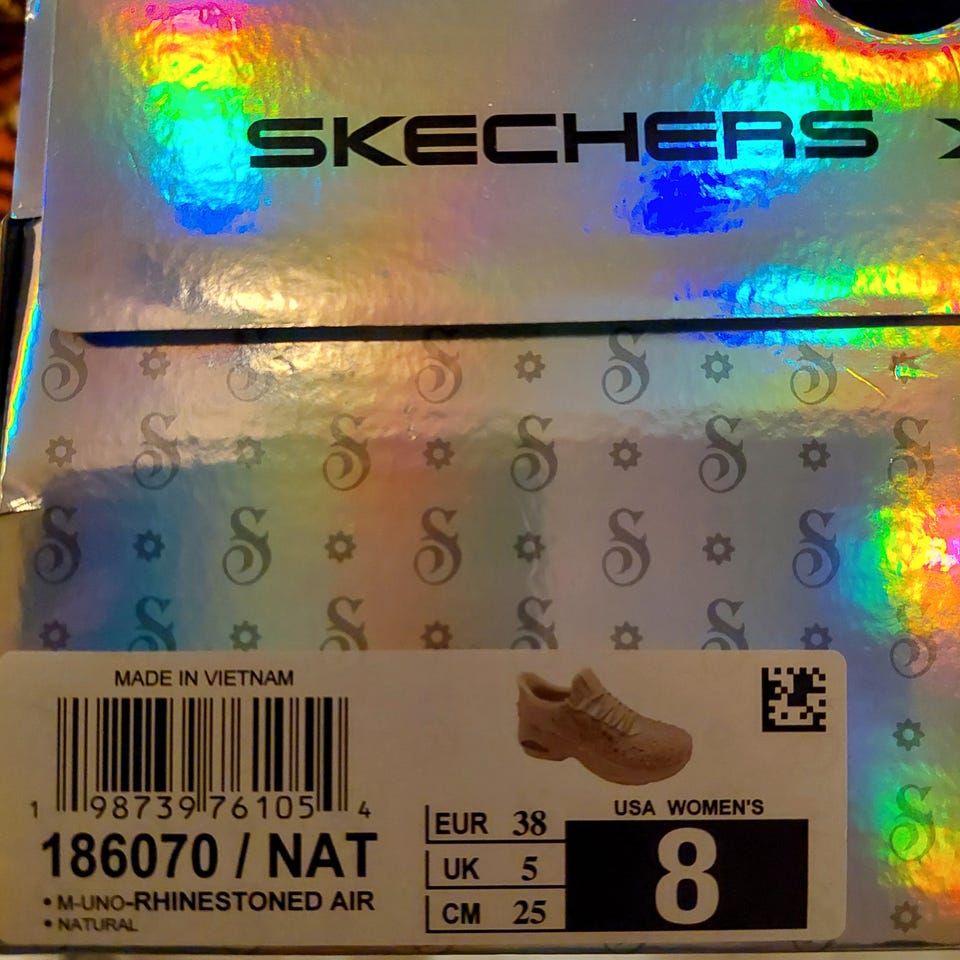 SKECHERS
MADE IN VIETNAM
1 98739 76105 4
186070 / NAT
• M-UNO-RHINESTONED AIR
• NATURAL
EUR 38
UK 5
CM 25
USA WOMEN'S
8